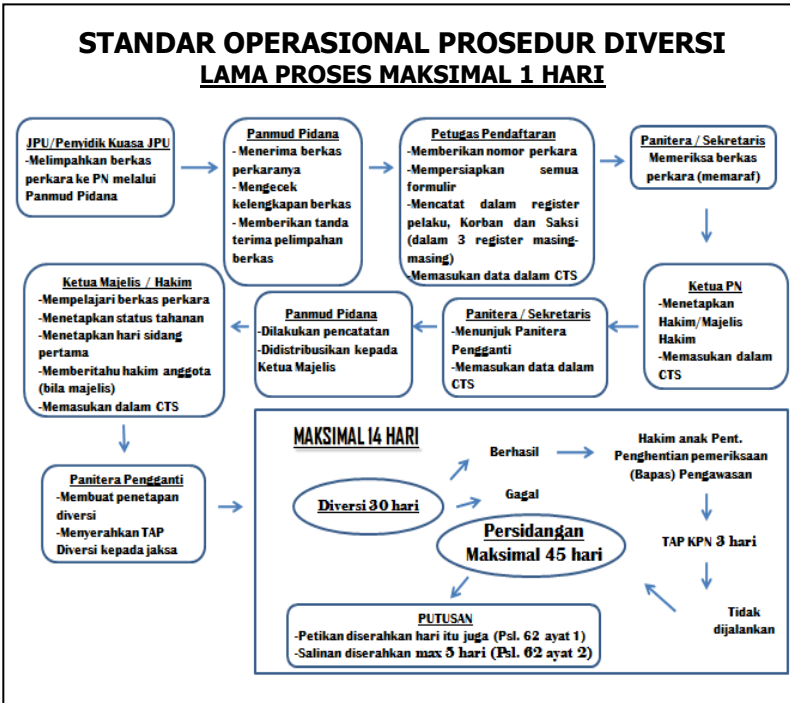 STANDAR OPERASIONAL PROSEDUR DIVERSI
LAMA PROSES MAKSIMAL 1 HARI
JPU/Penyidik Kuasa JPU
-Melimpahkan berkas
perkara ke PN melalui
Panmud Pidana
Panmud Pidana
- Menerima berkas
perkaranya
- Mengecek
kelengkapan berkas
- Memberikan tanda
terima pelimpahan
berkas
Petugas Pendaftaran
-Memberikan nomor perkara
-Mempersiapkan semua
formulir
-Mencatat dalam register
pelaku, Korban dan Saksi
(dalam 3 register masing-
masing)
-Memasukan data dalam CTS
Panitera / Sekretaris
Memeriksa berkas
perkara (memaraf)
Ketua PN
-Menetapkan
Hakim/Majelis
Hakim
-Memasukan dalam
CTS
Panitera / Sekretaris
-Menunjuk Panitera
Pengganti
-Memasukan data dalam
CTS
Panmud Pidana
-Dilakukan pencatatan
-Didistribusikan kepada
Ketua Majelis
Ketua Majelis / Hakim
-Mempelajari berkas perkara
-Menetapkan status tahanan
-Menetapkan hari sidang
pertama
-Memberitahu hakim anggota
(bila majelis)
-Memasukan dalam CTS
Panitera Pengganti
-Membuat penetapan
diversi
-Menyerahkan TAP
Diversi kepada jaksa
MAKSIMAL 14 HARI
Diversi 30 hari
Berhasil
Hakim anak Pent.
Penghentian pemeriksaan
(Bapas) Pengawasan
Gagal
Persidangan
Maksimal 45 hari
TAP KPN 3 hari
Tidak
dijalankan
PUTUSAN
-Petikan diserahkan hari itu juga (Psl. 62 ayat 1)
-Salinan diserahkan max 5 hari (Psl. 62 ayat 2)